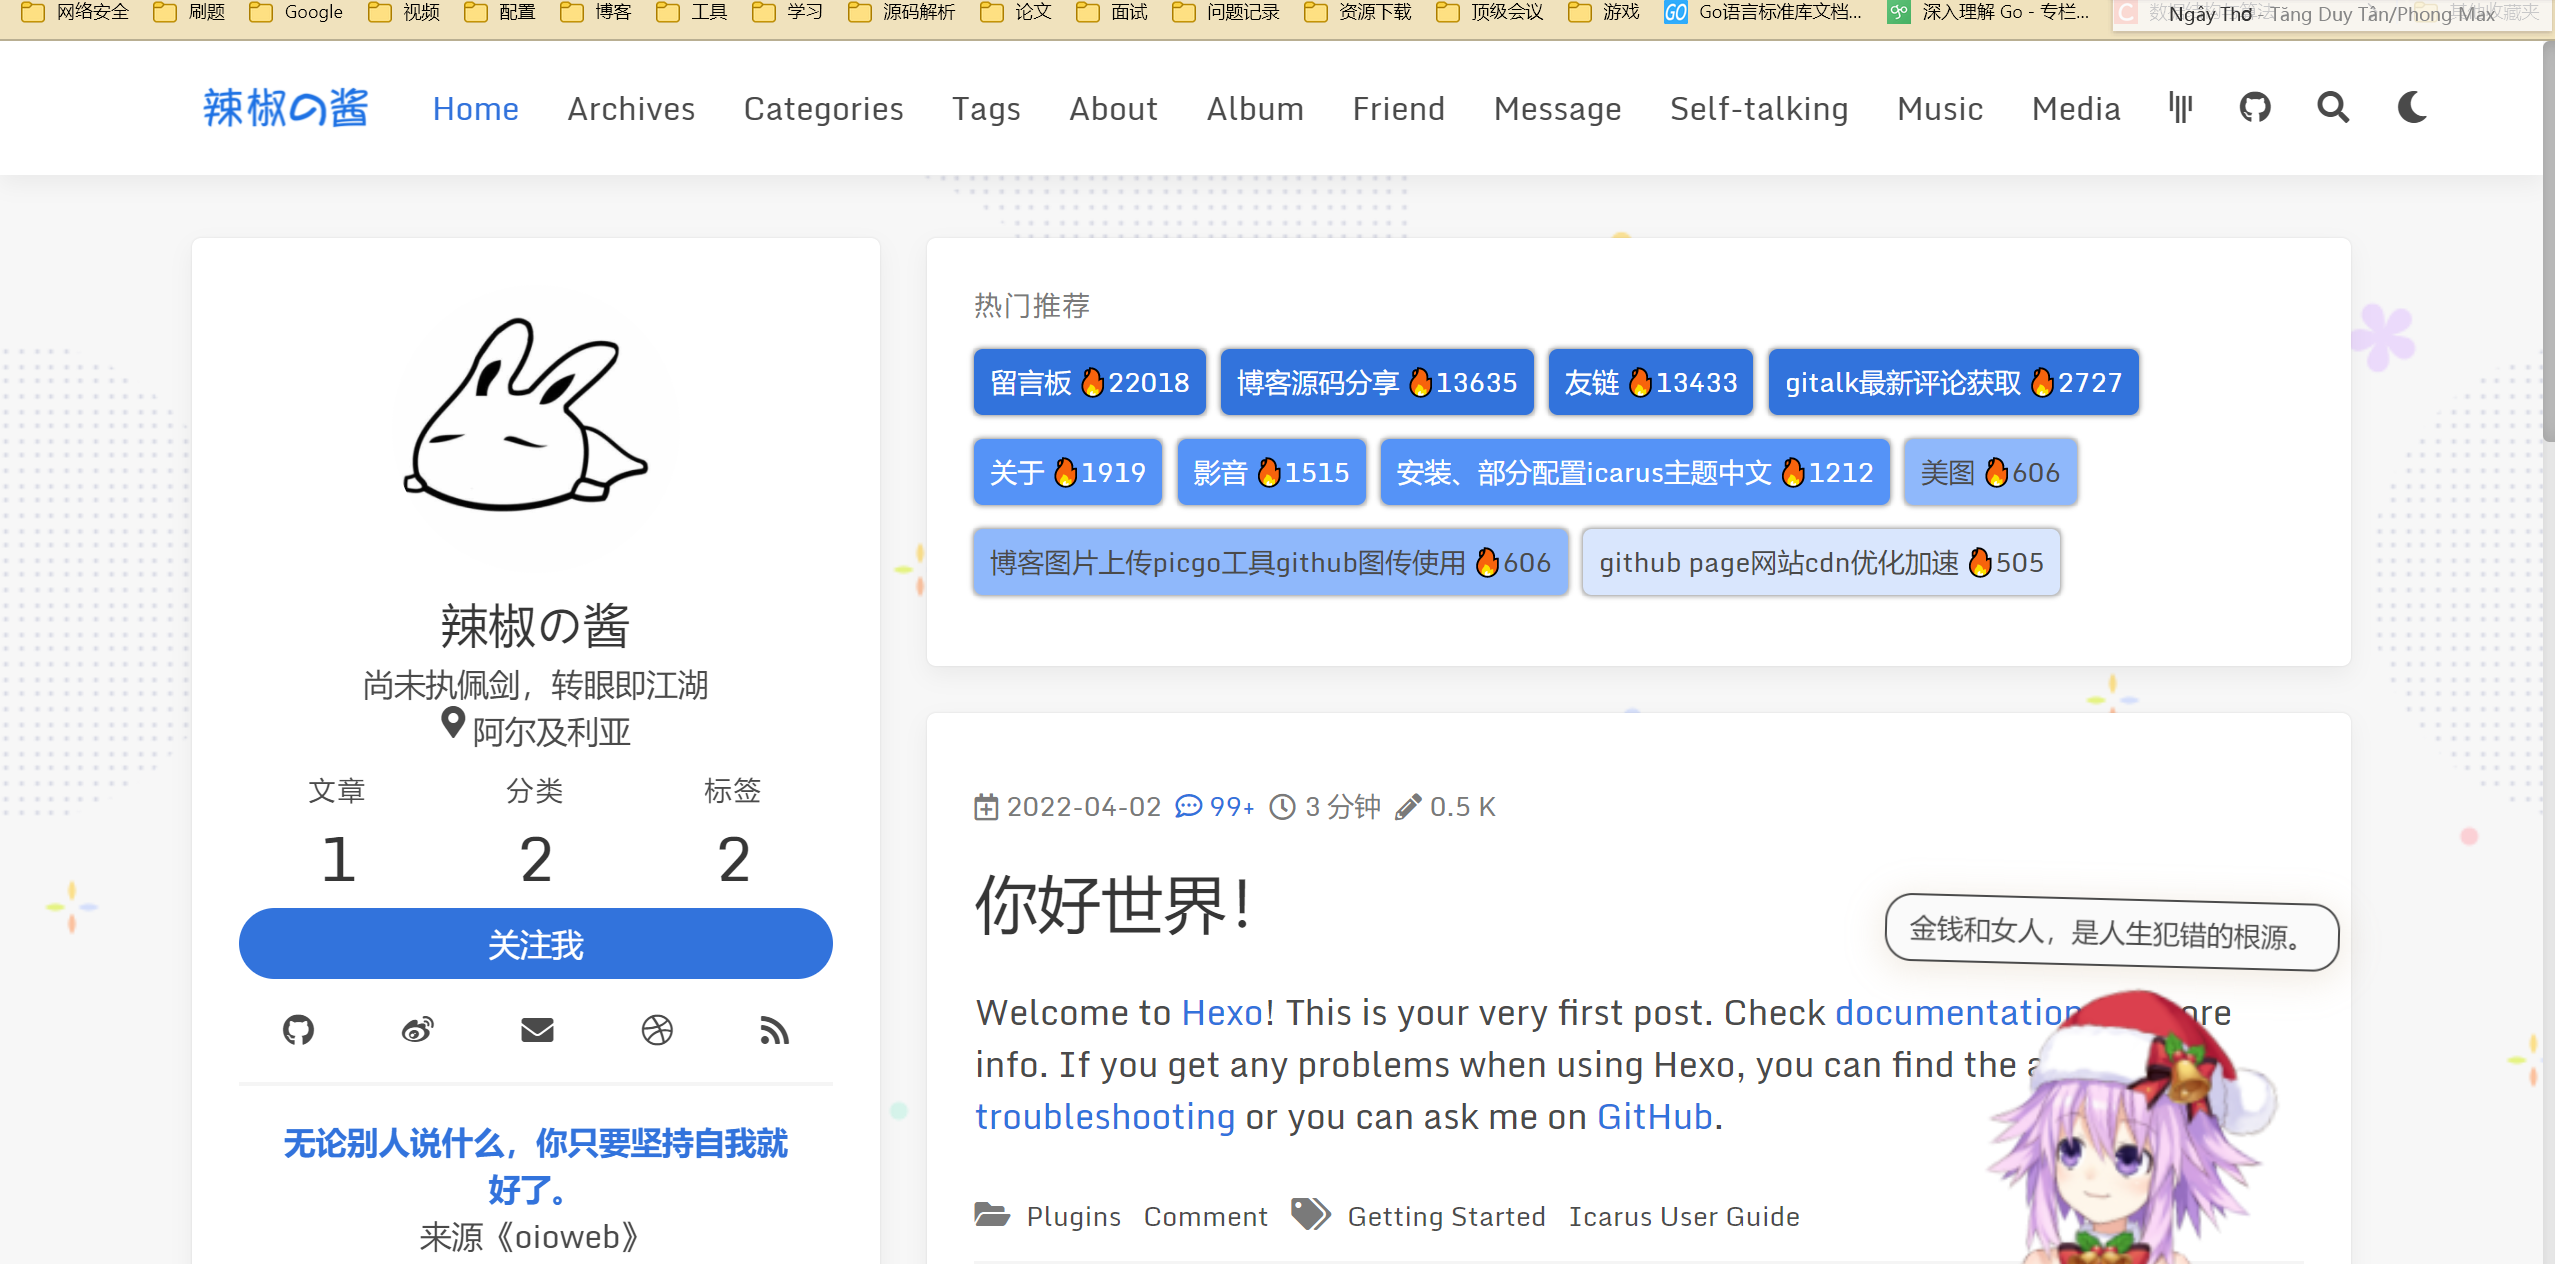 网络安全 刷题 Google 视频 配置 博客 工具 学习 源码解析 论文 面试 问题记录 资源下载 顶级会议 游戏 Go语言标准库文档... 深入理解 Go - 专栏... Ngây Thơ - Tăng Duy Tân/Phong Max
辣椒の酱 Home Archives Categories Tags About Album Friend Message Self-talking Music Media
辣椒の酱
尚未执佩剑，转眼即江湖
阿尔及利亚
文章 分类 标签
1 2 2
关注我
无论别人说什么，你只要坚持自我就
好了。
来源《oioweb》
热门推荐
留言板 🔥22018 博客源码分享 🔥13635 友链 🔥13433 gitalk最新评论获取 🔥2727
关于 🔥1919 影音 🔥1515 安装、部分配置icarus主题中文 🔥1212 美图 🔥606
博客图片上传picgo工具github图传使用 🔥606 github page网站cdn优化加速 🔥505
2022-04-02 99+ 3 分钟 0.5 K
你好世界！
金钱和女人，是人生犯错的根源。
Welcome to Hexo! This is your very first post. Check documentation
info. If you get any problems when using Hexo, you can find the
troubleshooting or you can ask me on GitHub.
Plugins Comment Getting Started Icarus User Guide